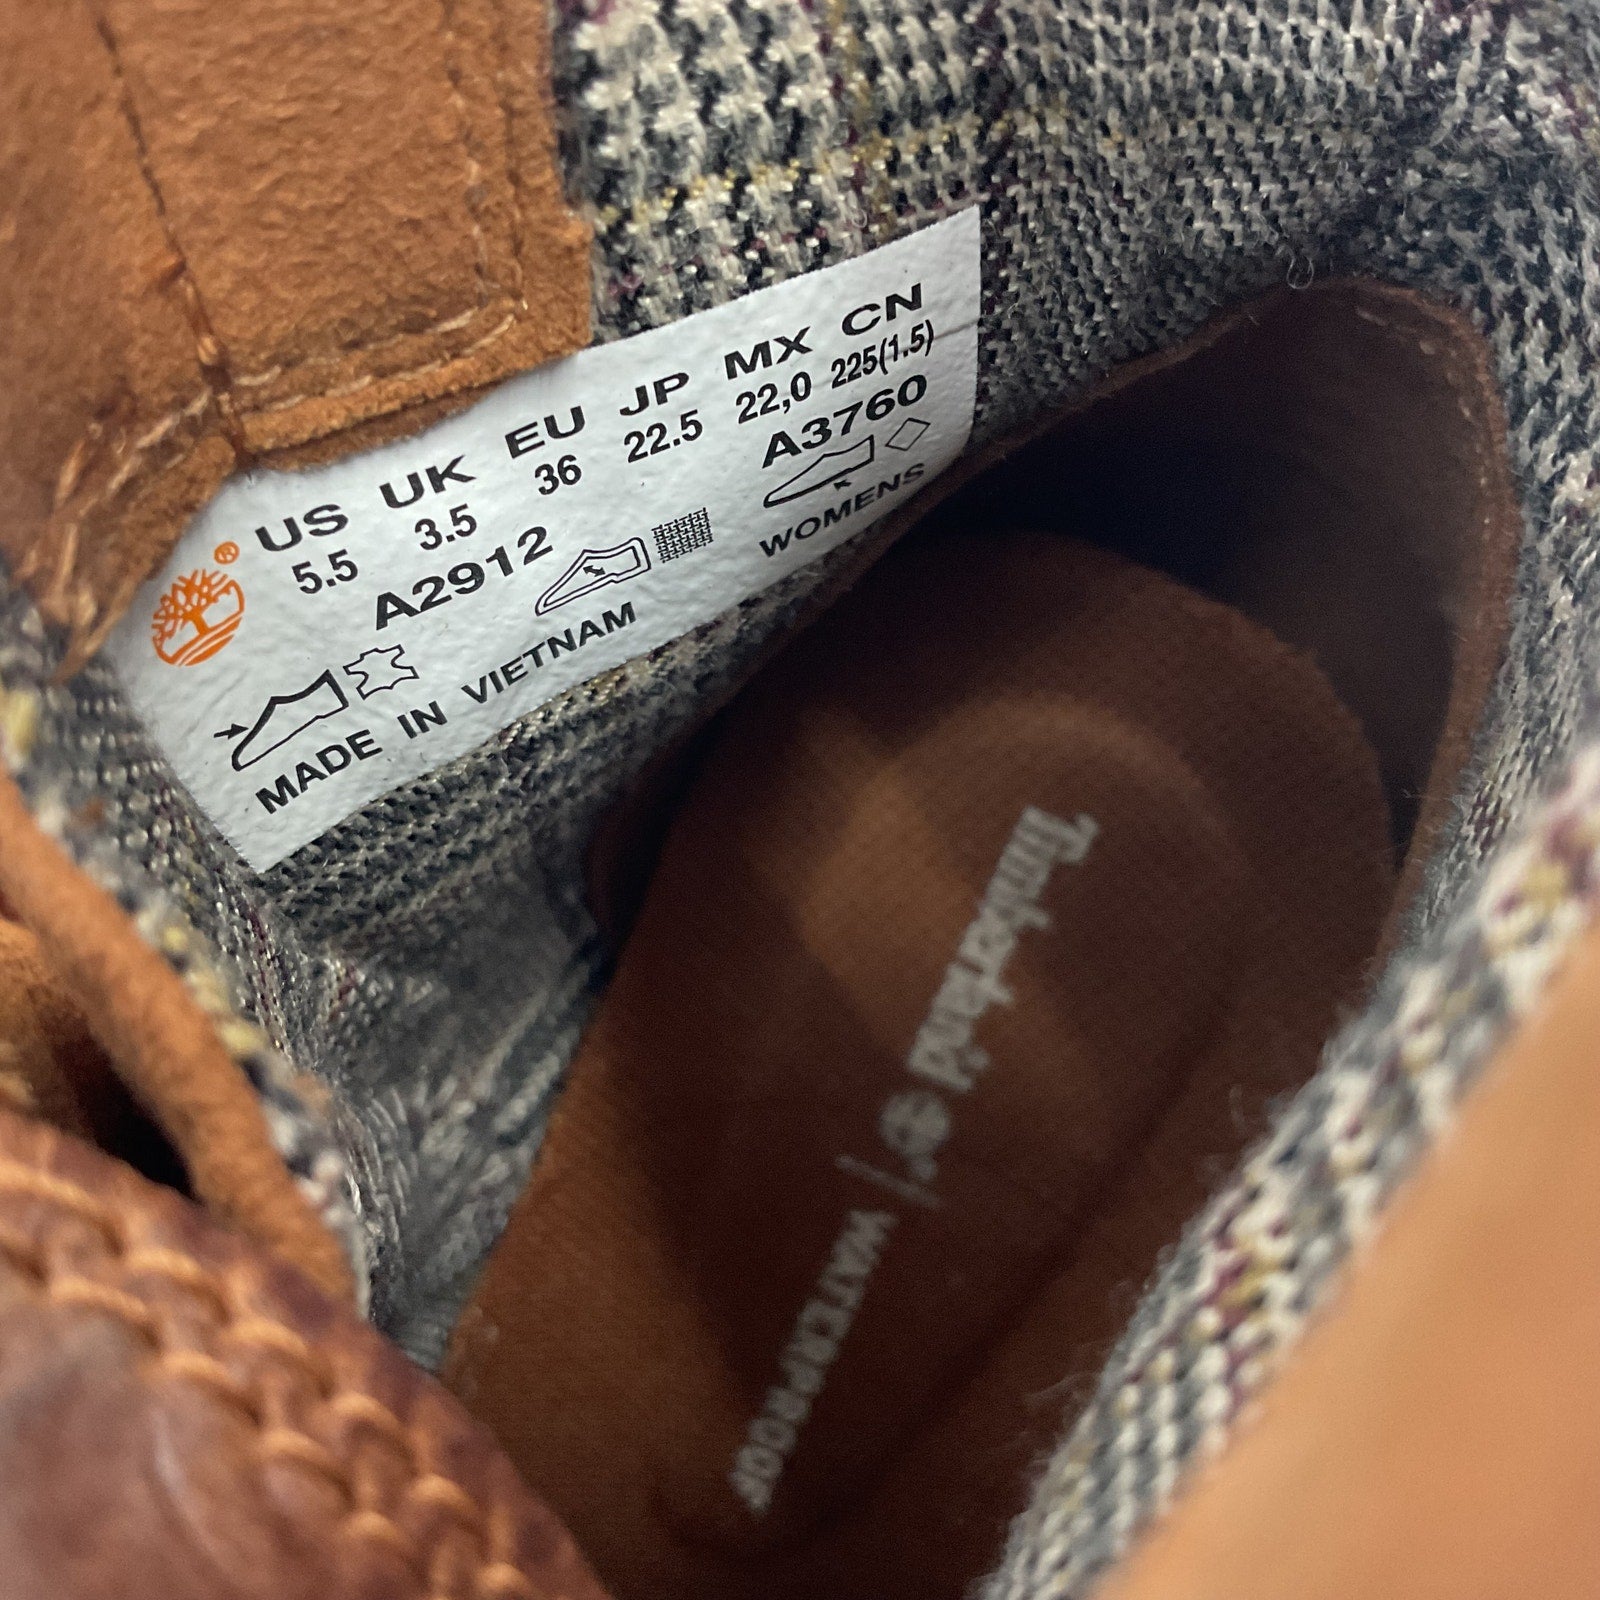 US UK EU JP MX CN
5.5 3.5 36 22.5 22,0 225(1.5)
A2912 A3760
®
MADE IN VIETNAM WOMENS
Timberland
WATERPROOF